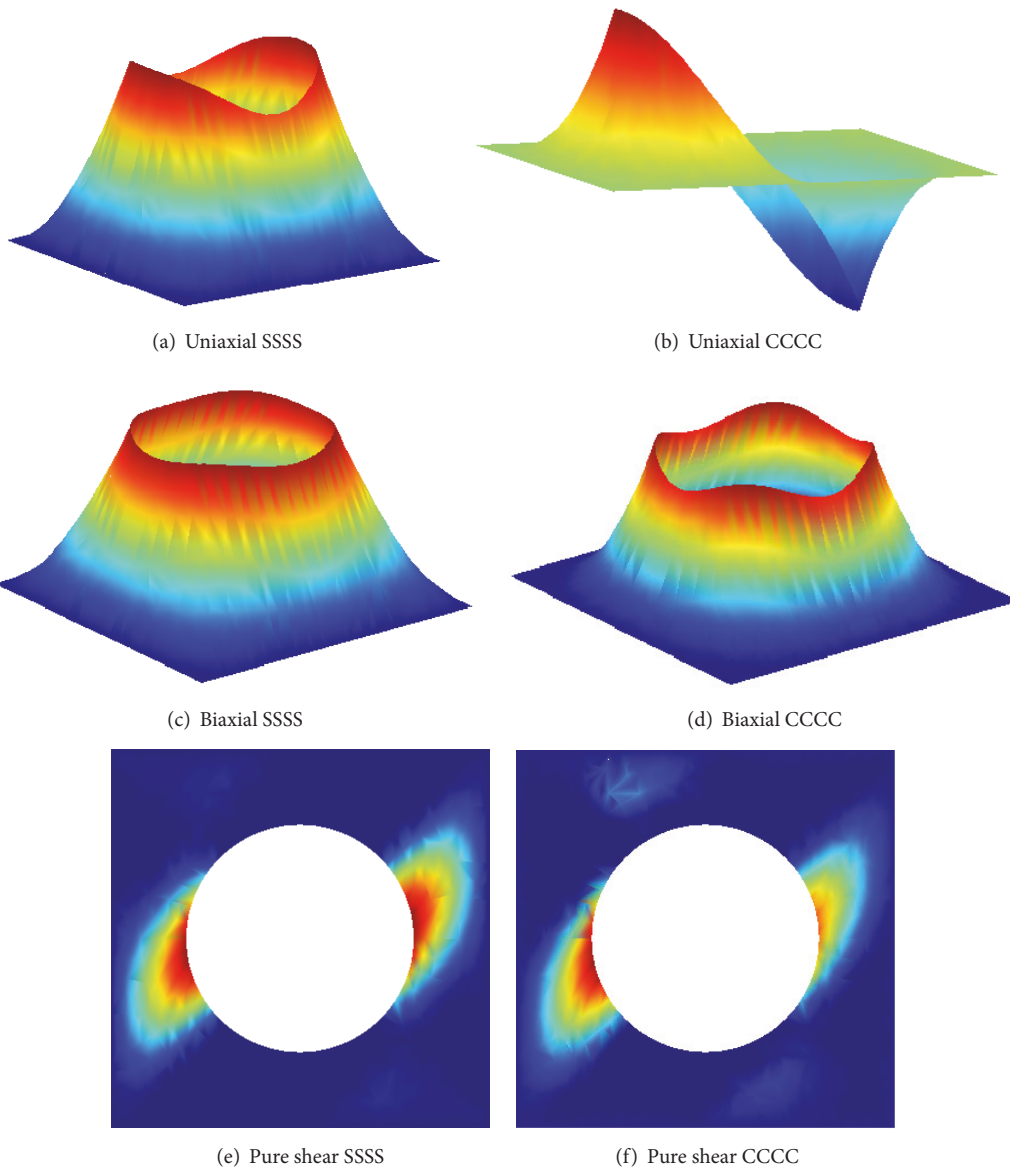 (a) Uniaxial SSSS
(b) Uniaxial CCCC
(c) Biaxial SSSS
(d) Biaxial CCCC
(e) Pure shear SSSS
(f) Pure shear CCCC